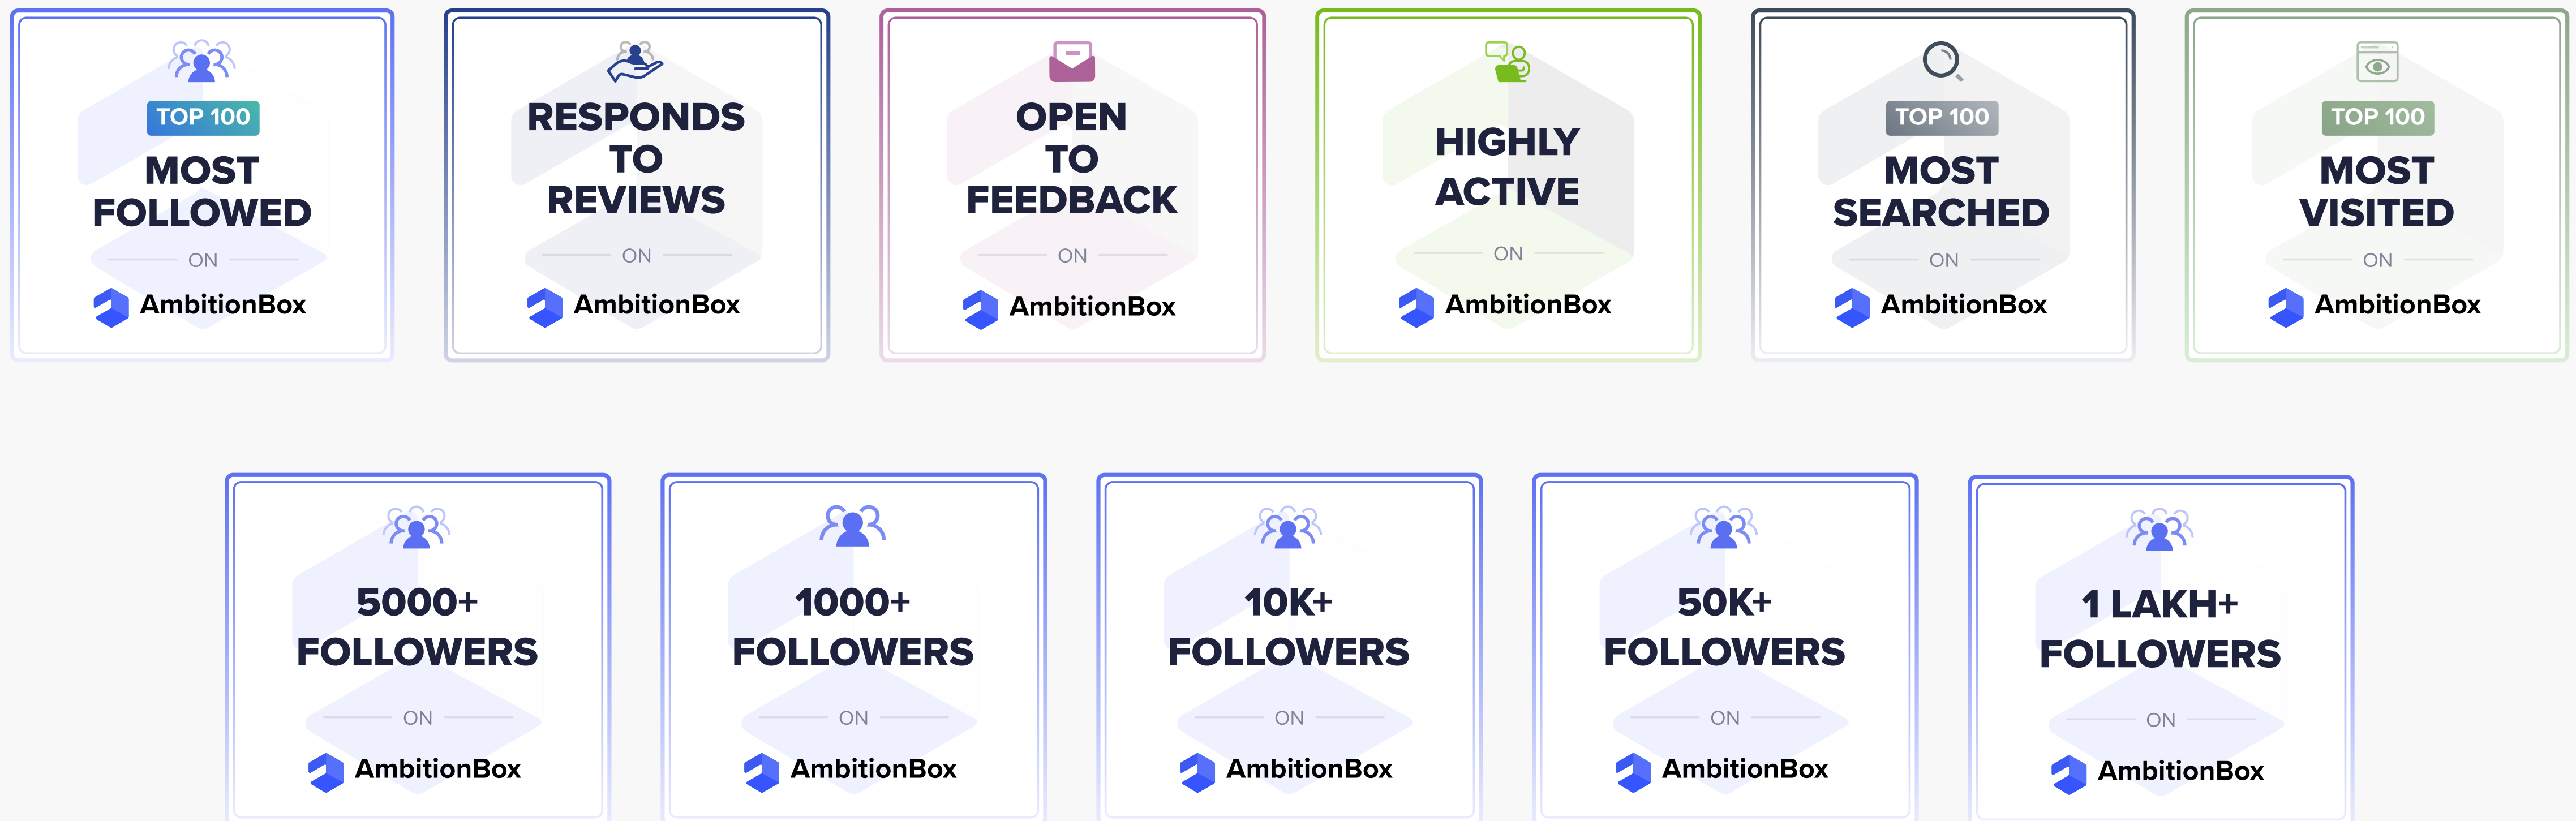 TOP 100
MOST
FOLLOWED
ON
AmbitionBox
RESPONDS
TO
REVIEWS
ON
AmbitionBox
OPEN
TO
FEEDBACK
ON
AmbitionBox
HIGHLY
ACTIVE
ON
AmbitionBox
TOP 100
MOST
SEARCHED
ON
AmbitionBox
TOP 100
MOST
VISITED
ON
AmbitionBox
5000+
FOLLOWERS
ON
AmbitionBox
1000+
FOLLOWERS
ON
AmbitionBox
10K+
FOLLOWERS
ON
AmbitionBox
50K+
FOLLOWERS
ON
AmbitionBox
1 LAKH+
FOLLOWERS
ON
AmbitionBox